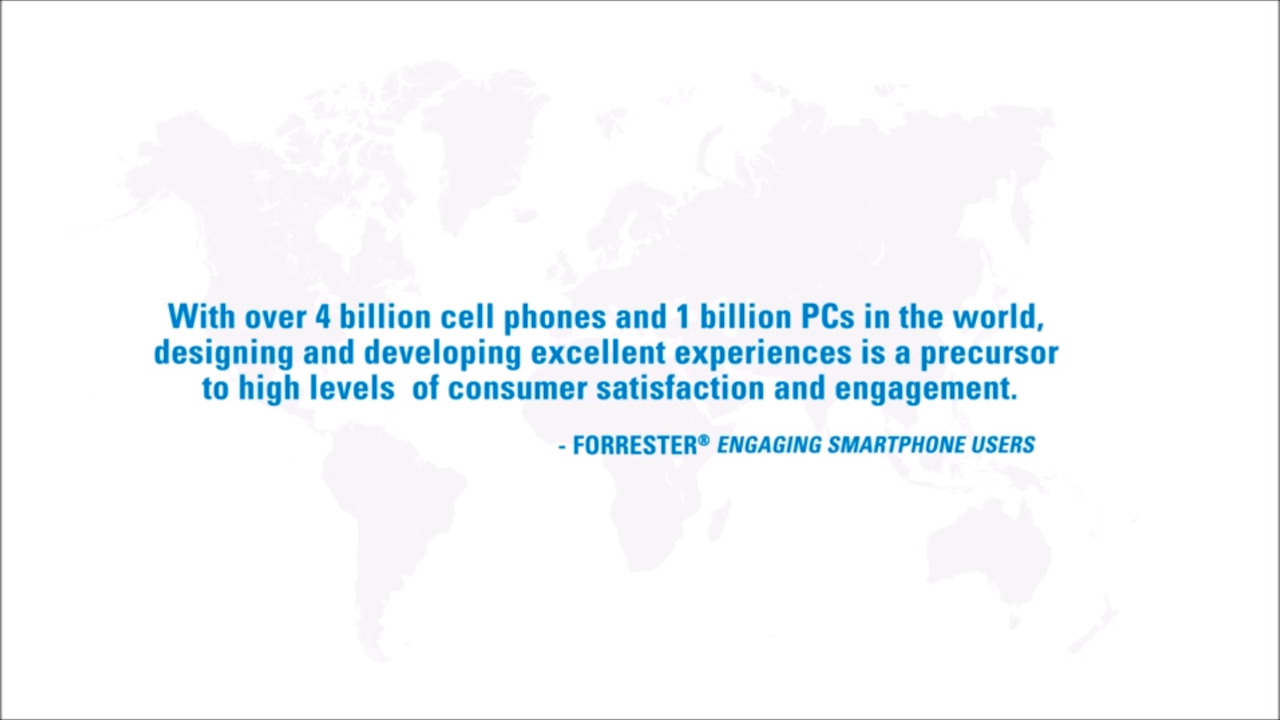 With over 4 billion cell phones and 1 billion PCs in the world,
designing and developing excellent experiences is a precursor
to high levels  of consumer satisfaction and engagement.
- FORRESTER® ENGAGING SMARTPHONE USERS